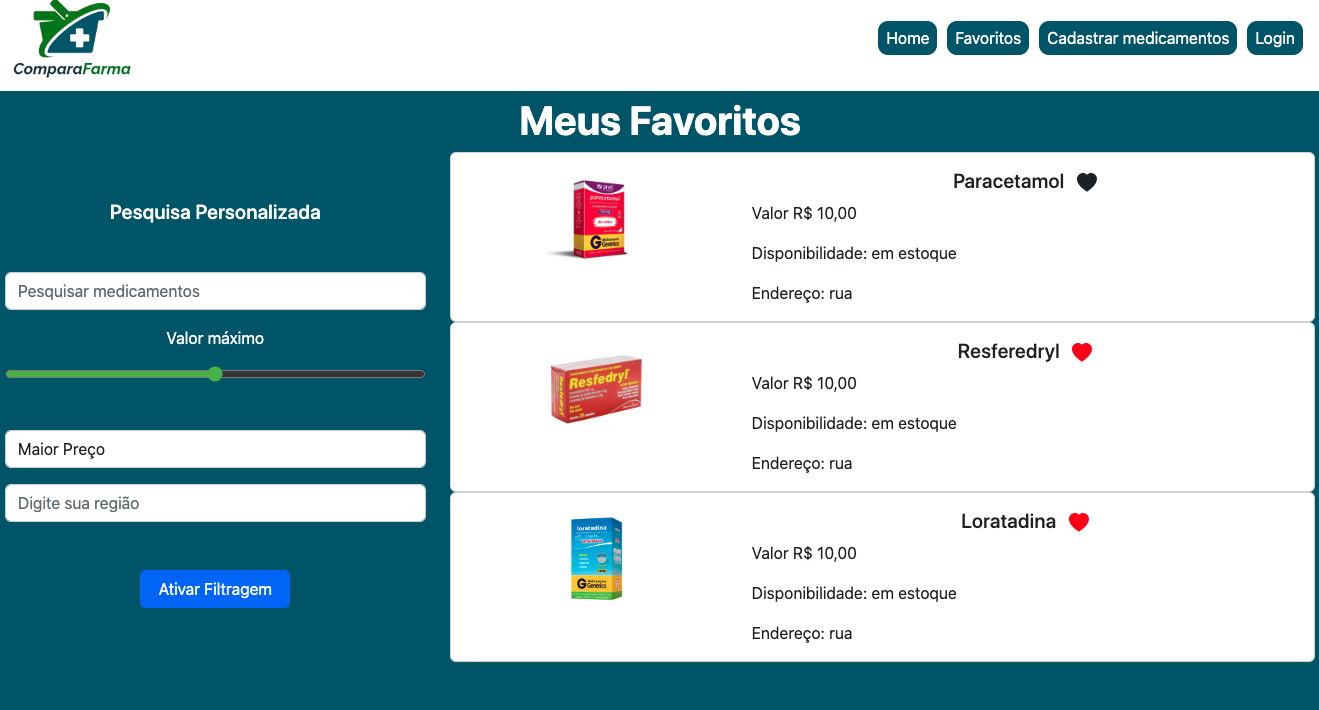 ComparaFarma
Home
Favoritos
Cadastrar medicamentos
Login
Meus Favoritos
Pesquisa Personalizada
Pesquisar medicamentos
Valor máximo
Maior Preço
Digite sua região
Ativar Filtragem
paracetamol
G
Genérico
Paracetamol
Valor R$ 10,00
Disponibilidade: em estoque
Endereço: rua
Resfedryl
Resferedryl
Valor R$ 10,00
Disponibilidade: em estoque
Endereço: rua
loratadina
G
Genérico
Loratadina
Valor R$ 10,00
Disponibilidade: em estoque
Endereço: rua